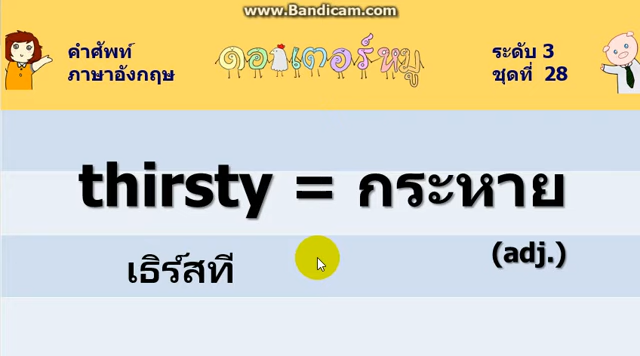 www.Bandicam.com
คำศัพท์
ภาษาอังกฤษ
ดอกเตอร์หมู
ระดับ 3
ชุดที่ 28
thirsty = กระหาย
เธิร์สที
(adj.)